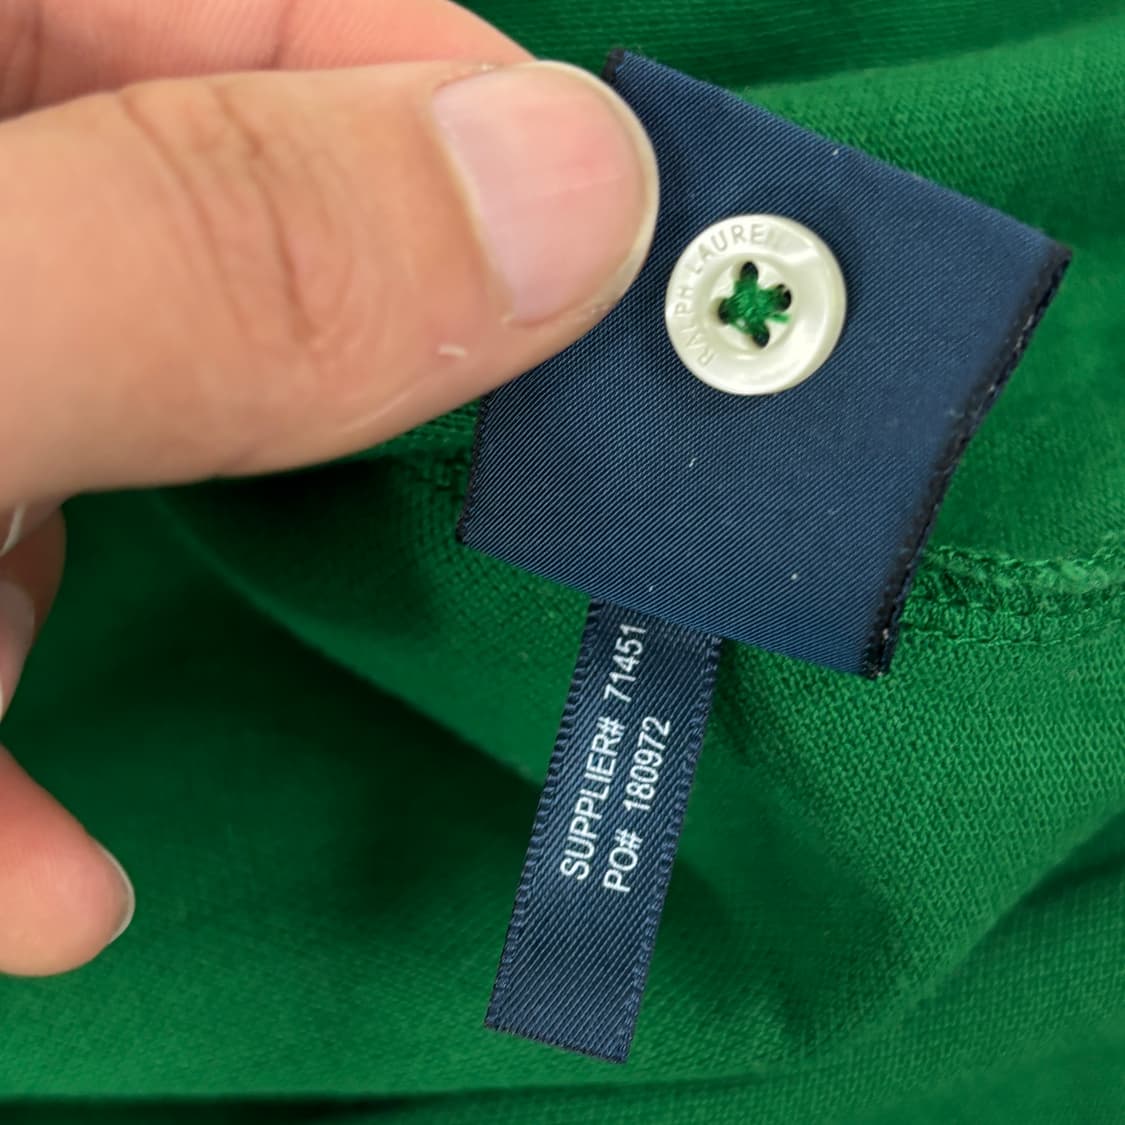 RALPH LAUREN
SUPPLIER# 71451
PO# 180972